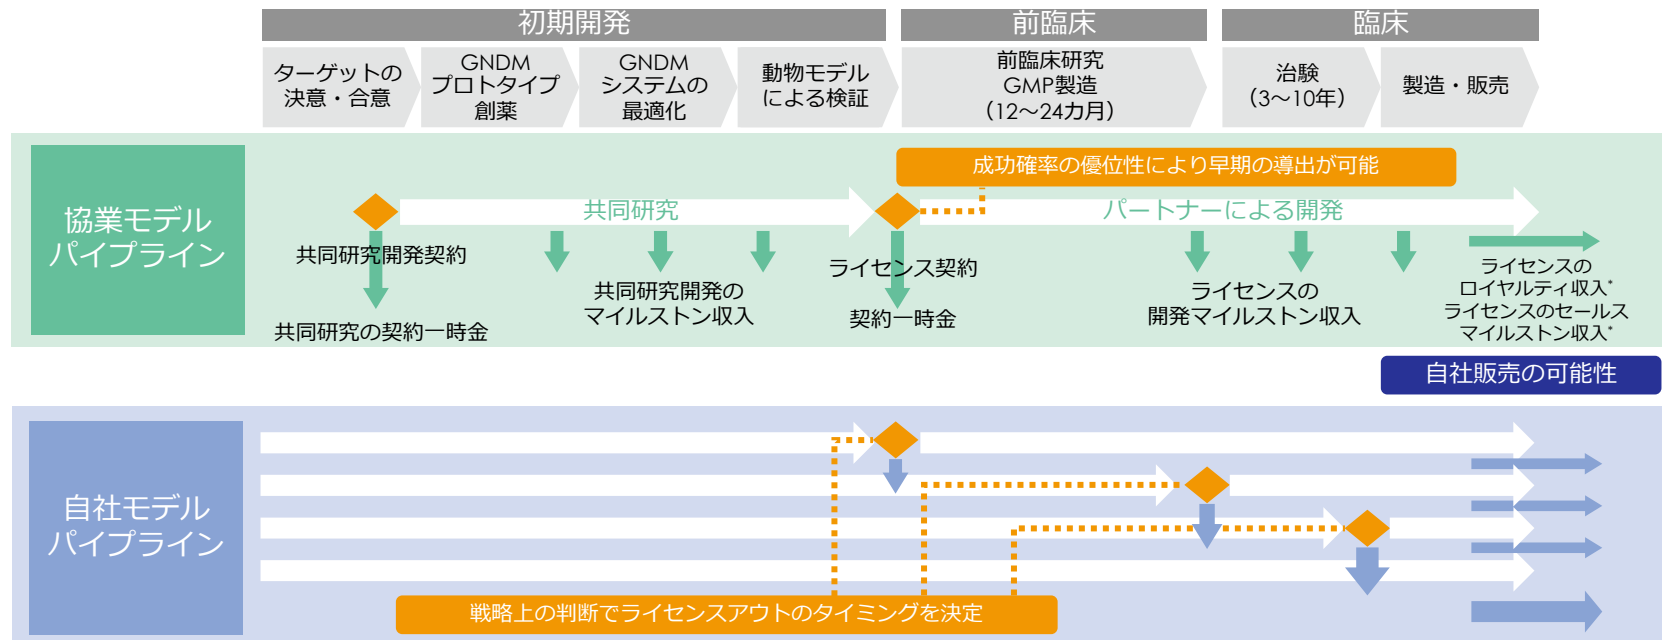 初期開発
前臨床
臨床
ターゲットの
決意・合意
GNDM
プロトタイプ
創薬
GNDM
システムの
最適化
動物モデル
による検証
前臨床研究
GMP製造
（12～24カ月）
治験
（3～10年）
製造・販売
協業モデル
パイプライン
成功確率の優位性により早期の導出が可能
共同研究
パートナーによる開発
共同研究開発契約
共同研究の契約一時金
共同研究開発の
マイルストン収入
ライセンス契約
契約一時金
ライセンスの
開発マイルストン収入
ライセンスの
ロイヤルティ収入*
ライセンスのセールス
マイルストン収入*
自社販売の可能性
自社モデル
パイプライン
戦略上の判断でライセンスアウトのタイミングを決定